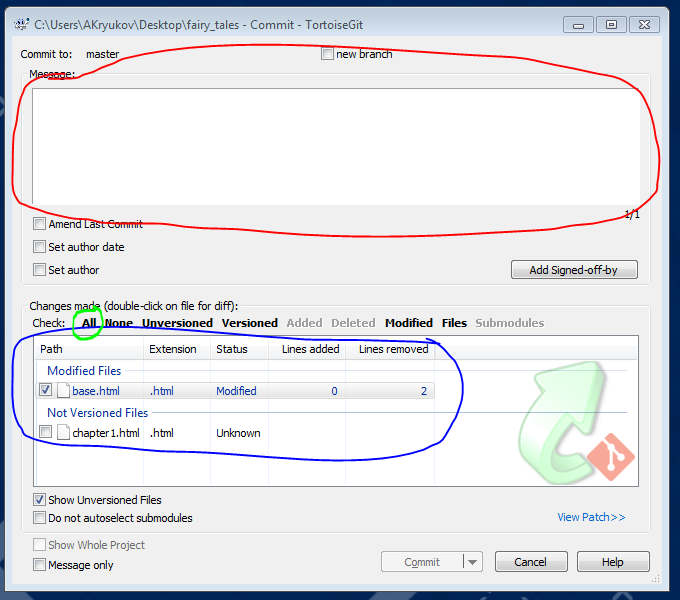 C:\Users\AKryukov\Desktop\fairy_tales - Commit - TortoiseGit
Commit to: master new branch
Message:
1/1
Amend Last Commit
Set author date
Set author Add Signed-off-by
Changes made (double-click on file for diff):
Check: All None Unversioned Versioned Added Deleted Modified Files Submodules
Path Extension Status Lines added Lines removed
Modified Files
base.html .html Modified 0 2
Not Versioned Files
chapter1.html .html Unknown
Show Unversioned Files
Do not autoselect submodules View Patch>>
Show Whole Project
Message only Commit Cancel Help